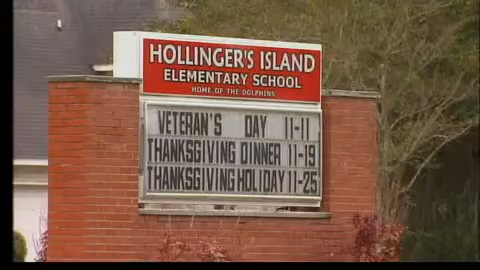 HOLLINGER'S ISLAND
ELEMENTARY SCHOOL
HOME OF THE DOLPHINS
VETERAN'S DAY 11-11
THANKSGIVING DINNER 11-19
THANKSGIVING HOLIDAY 11-25